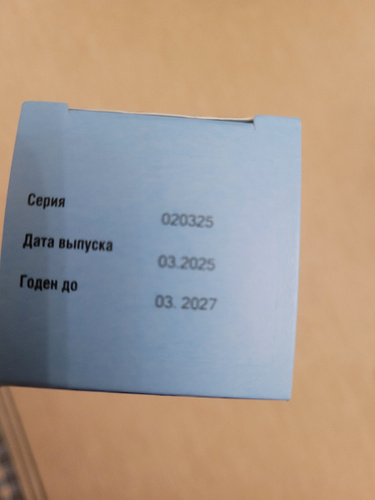 Серия
020325
Дата выпуска
03.2025
Годен до
03. 2027